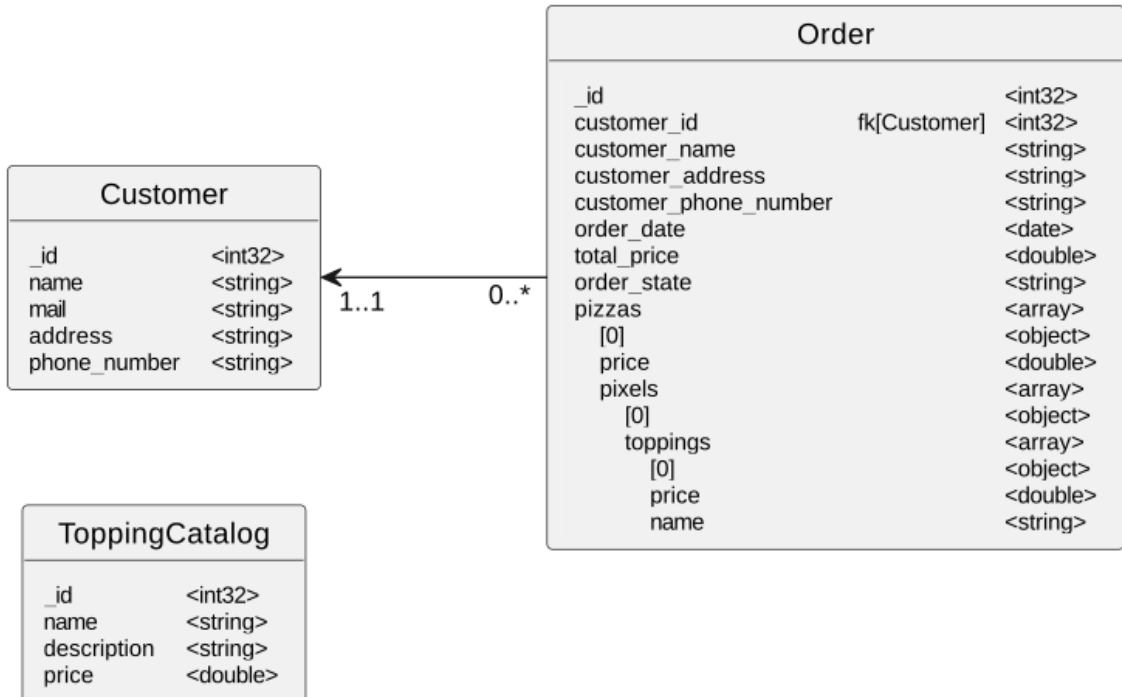 Order
_id <int32>
customer_id fk[Customer] <int32>
customer_name <string>
customer_address <string>
customer_phone_number <string>
order_date <date>
total_price <double>
order_state <string>
pizzas <array>
[0] <object>
price <double>
pixels <array>
[0] <object>
toppings <array>
[0] <object>
price <double>
name <string>
Customer
_id <int32>
name <string>
mail <string>
address <string>
phone_number <string>
1..1 0..*
ToppingCatalog
_id <int32>
name <string>
description <string>
price <double>